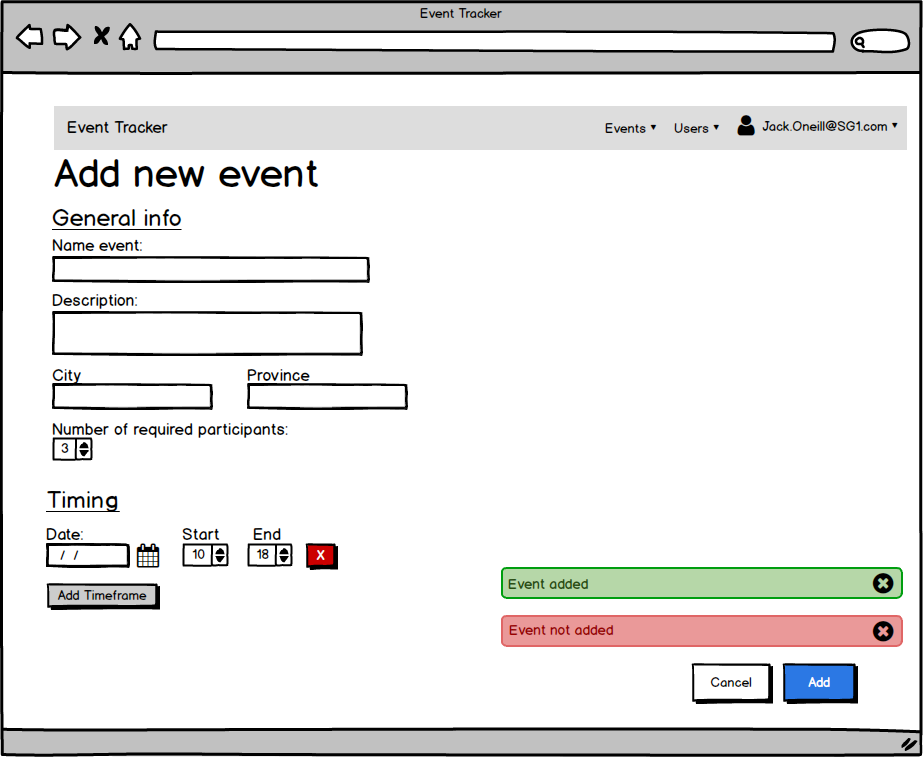 Event Tracker
Event Tracker
Events ▾ Users ▾ Jack.Oneill@SG1.com ▾
Add new event
General info
Name event:
Description:
City Province
Number of required participants:
3
Timing
Date: Start End
/ / 10 18 X
Add Timeframe
Event added
Event not added
Cancel Add